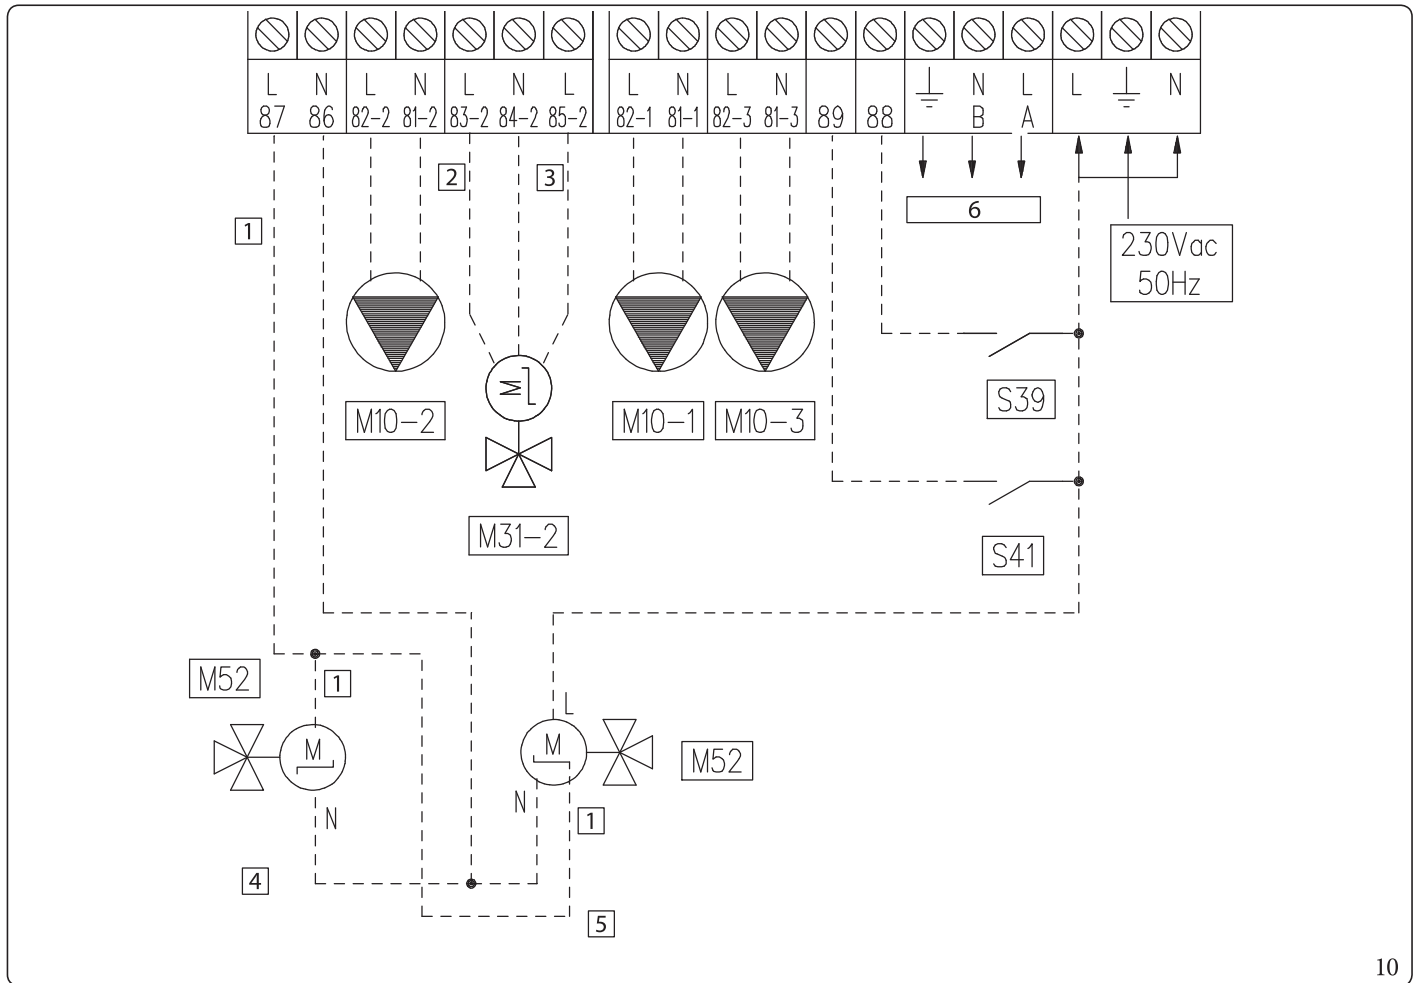 L N L N L N L L N L N N L L N
87 86 82-2 81-2 83-2 84-2 85-2 82-1 81-1 82-3 81-3 89 88 B A
2 3
1
6
230Vac
50Hz
S39
M
M10-2 M10-1 M10-3
M31-2
S41
M52
1
L
M
M
M52
N
N
1
4
5
10